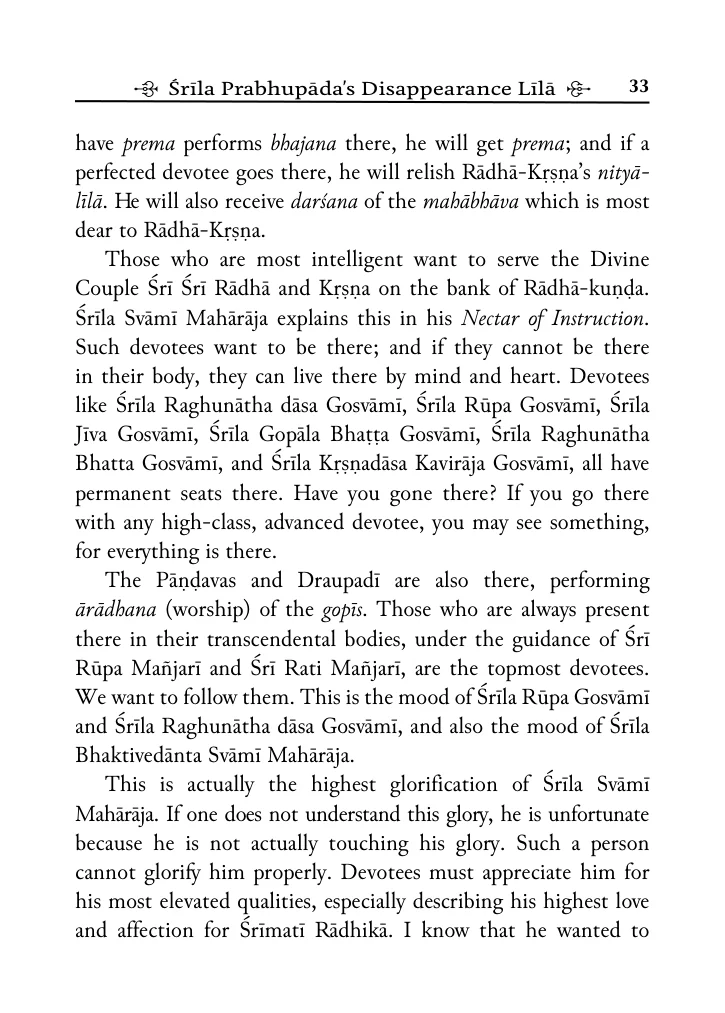 Śrīla Prabhupāda's Disappearance Līlā 33
have prema performs bhajana there, he will get prema; and if a
perfected devotee goes there, he will relish Rādhā-Kṛṣṇa’s nityā-
līlā. He will also receive darśana of the mahābhāva which is most
dear to Rādhā-Kṛṣṇa.
Those who are most intelligent want to serve the Divine
Couple Śrī Śrī Rādhā and Kṛṣṇa on the bank of Rādhā-kuṇḍa.
Śrīla Svāmī Mahārāja explains this in his Nectar of Instruction.
Such devotees want to be there; and if they cannot be there
in their body, they can live there by mind and heart. Devotees
like Śrīla Raghunātha dāsa Gosvāmī, Śrīla Rūpa Gosvāmī, Śrīla
Jīva Gosvāmī, Śrīla Gopāla Bhaṭṭa Gosvāmī, Śrīla Raghunātha
Bhatta Gosvāmī, and Śrīla Kṛṣṇadāsa Kavirāja Gosvāmī, all have
permanent seats there. Have you gone there? If you go there
with any high-class, advanced devotee, you may see something,
for everything is there.
The Pāṇḍavas and Draupadī are also there, performing
ārādhana (worship) of the gopīs. Those who are always present
there in their transcendental bodies, under the guidance of Śrī
Rūpa Mañjarī and Śrī Rati Mañjarī, are the topmost devotees.
We want to follow them. This is the mood of Śrīla Rūpa Gosvāmī
and Śrīla Raghunātha dāsa Gosvāmī, and also the mood of Śrīla
Bhaktivedānta Svāmī Mahārāja.
This is actually the highest glorification of Śrīla Svāmī
Mahārāja. If one does not understand this glory, he is unfortunate
because he is not actually touching his glory. Such a person
cannot glorify him properly. Devotees must appreciate him for
his most elevated qualities, especially describing his highest love
and affection for Śrīmatī Rādhikā. I know that he wanted to